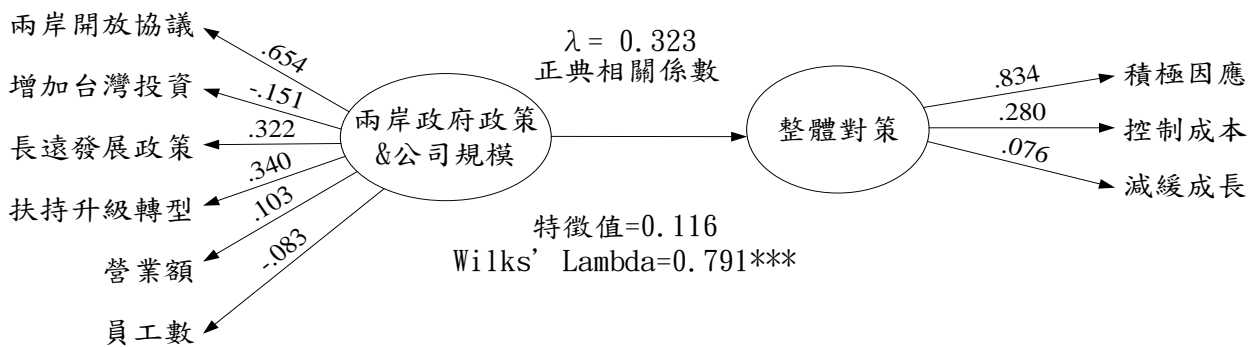 兩岸開放協議
增加台灣投資
長遠發展政策
扶持升級轉型
營業額
員工數
.654
-.151
.322
.340
.103
-.083
兩岸政府政策
&公司規模
λ= 0.323
正典相關係數
特徵值=0.116
Wilks' Lambda=0.791***
整體對策
.834
.280
.076
積極因應
控制成本
減緩成長